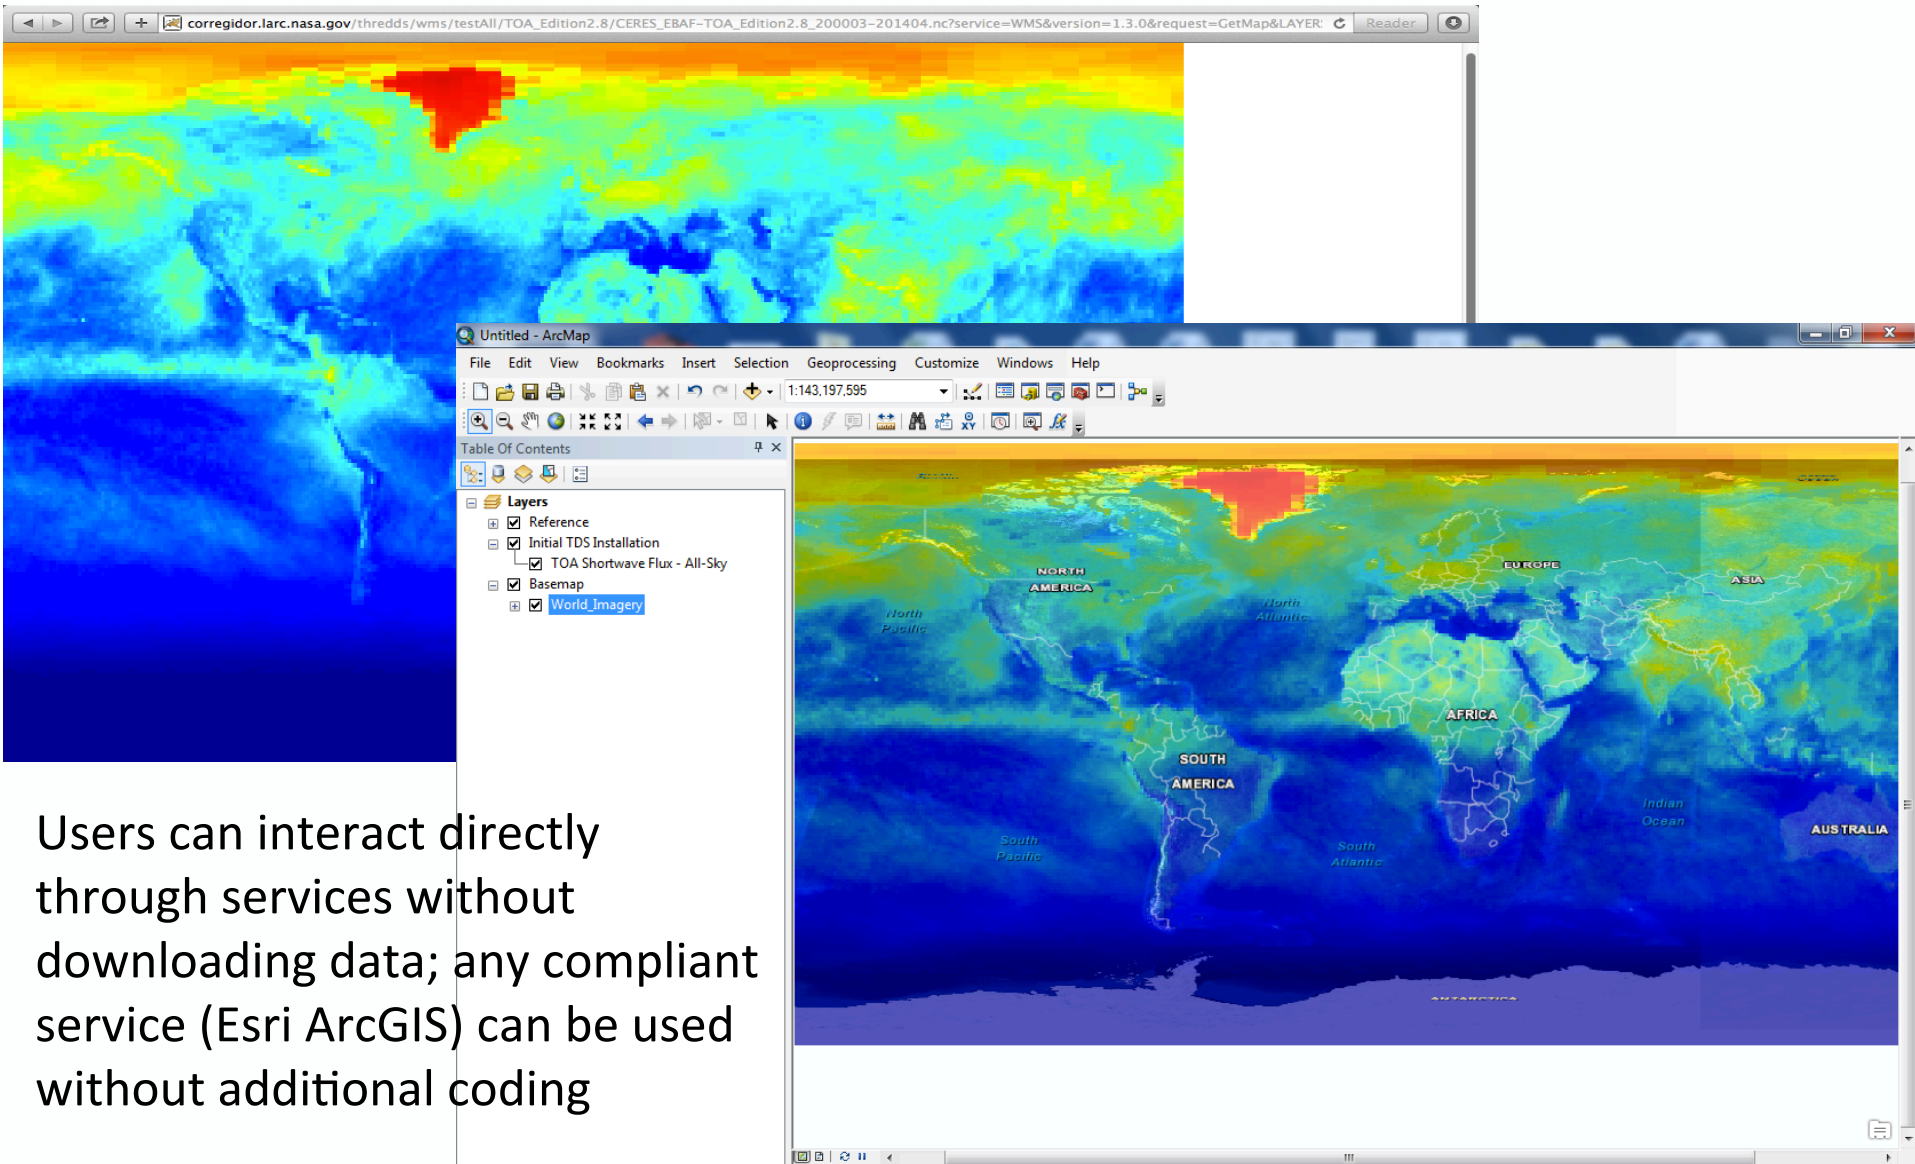 corregidor.larc.nasa.gov/thredds/wms/testAll/TOA_Edition2.8/CERES_EBAF-TOA_Edition2.8_200003-201404.nc?service=WMS&version=1.3.0&request=GetMap&LAYER:
Reader
Untitled - ArcMap
File Edit View Bookmarks Insert Selection Geoprocessing Customize Windows Help
1:143,197,595
Table Of Contents
Layers
Reference
Initial TDS Installation
TOA Shortwave Flux - All-Sky
Basemap
World_Imagery
NORTH
AMERICA
EUROPE
ASIA
North
Pacific
North
Atlantic
AFRICA
SOUTH
AMERICA
Indian
Ocean
AUSTRALIA
South
Pacific
South
Atlantic
ANTARCTICA
Users can interact directly
through services without
downloading data; any compliant
service (Esri ArcGIS) can be used
without additional coding